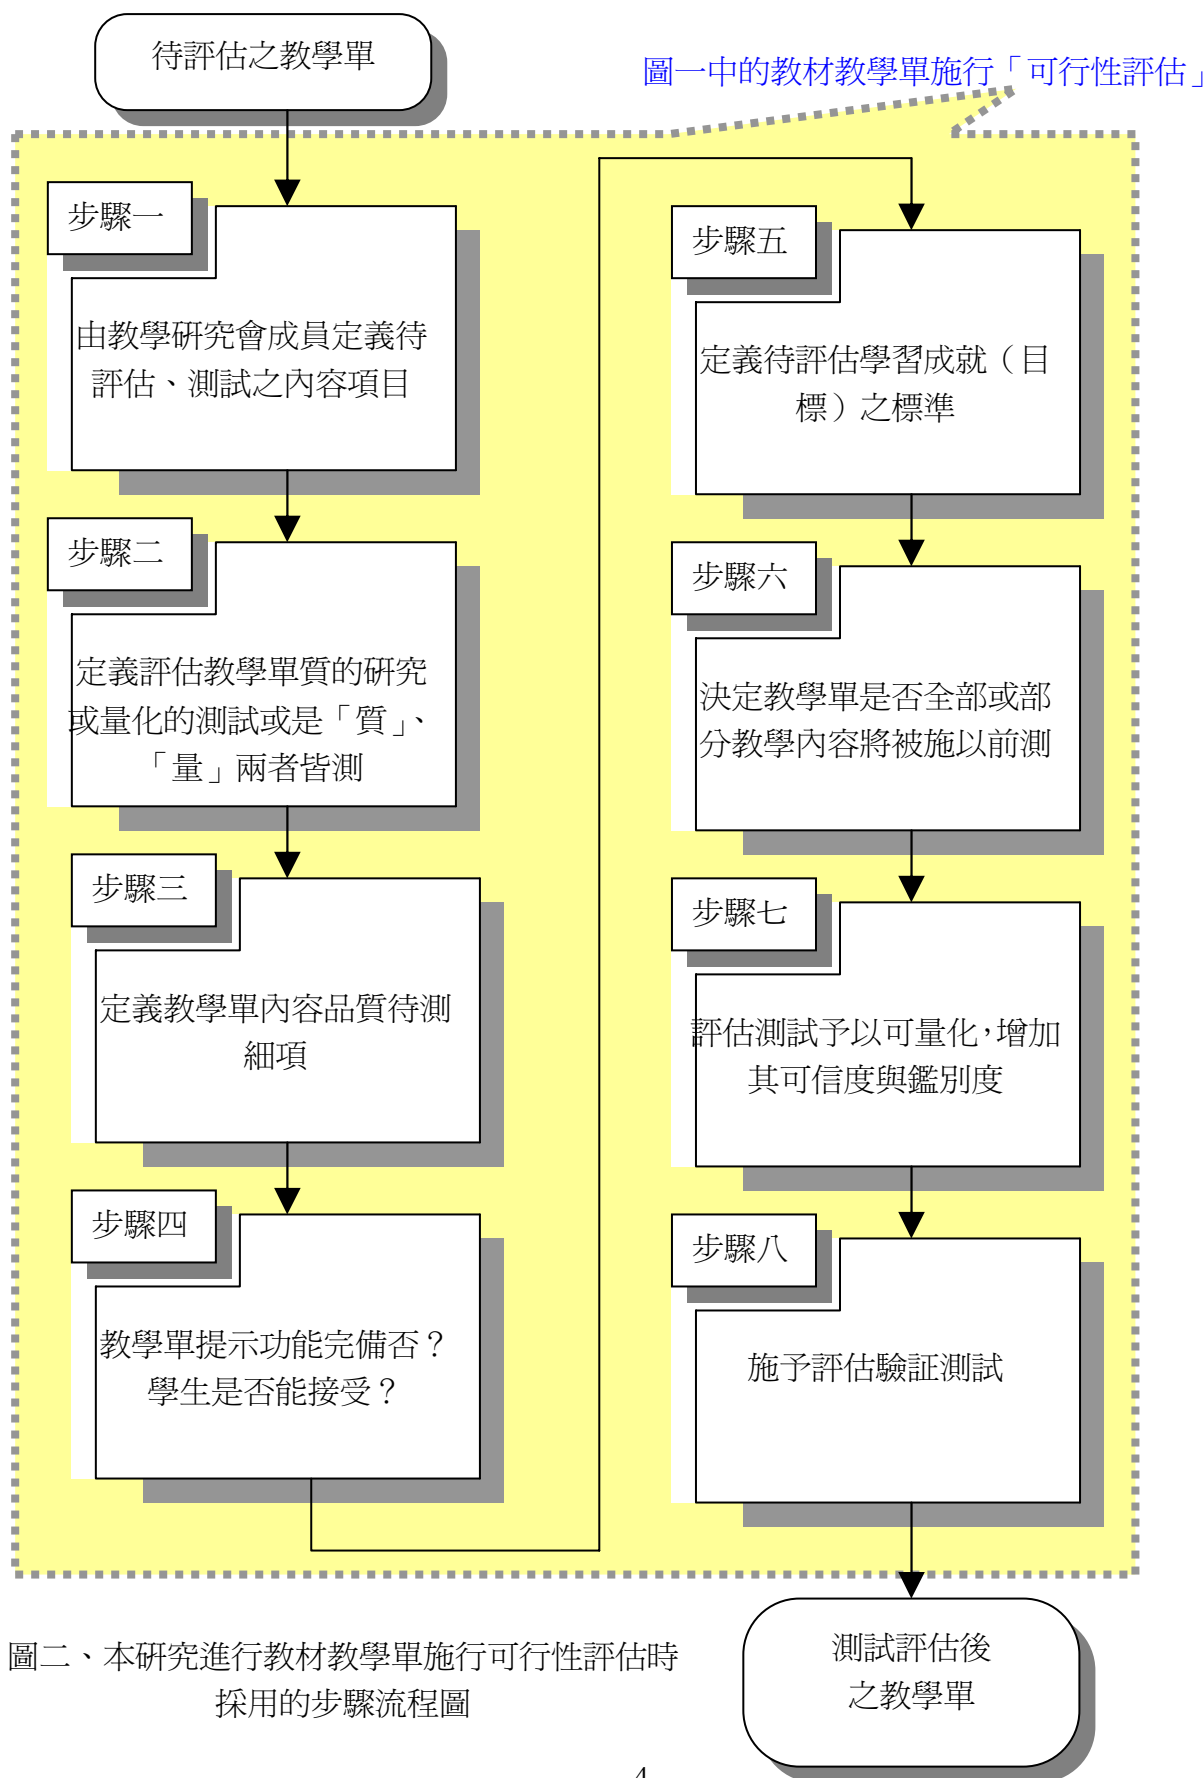 待評估之教學單
圖一中的教材教學單施行「可行性評估」
步驟一
由教學研究會成員定義待
評估、測試之內容項目
步驟二
定義評估教學單質的研究
或量化的測試或是「質」、
「量」兩者皆測
步驟三
定義教學單內容品質待測
細項
步驟四
教學單提示功能完備否？
學生是否能接受？
步驟五
定義待評估學習成就（目
標）之標準
步驟六
決定教學單是否全部或部
分教學內容將被施以前測
步驟七
評估測試予以可量化，增加
其可信度與鑑別度
步驟八
施予評估驗証測試
測試評估後
之教學單
圖二、本研究進行教材教學單施行可行性評估時
採用的步驟流程圖
4